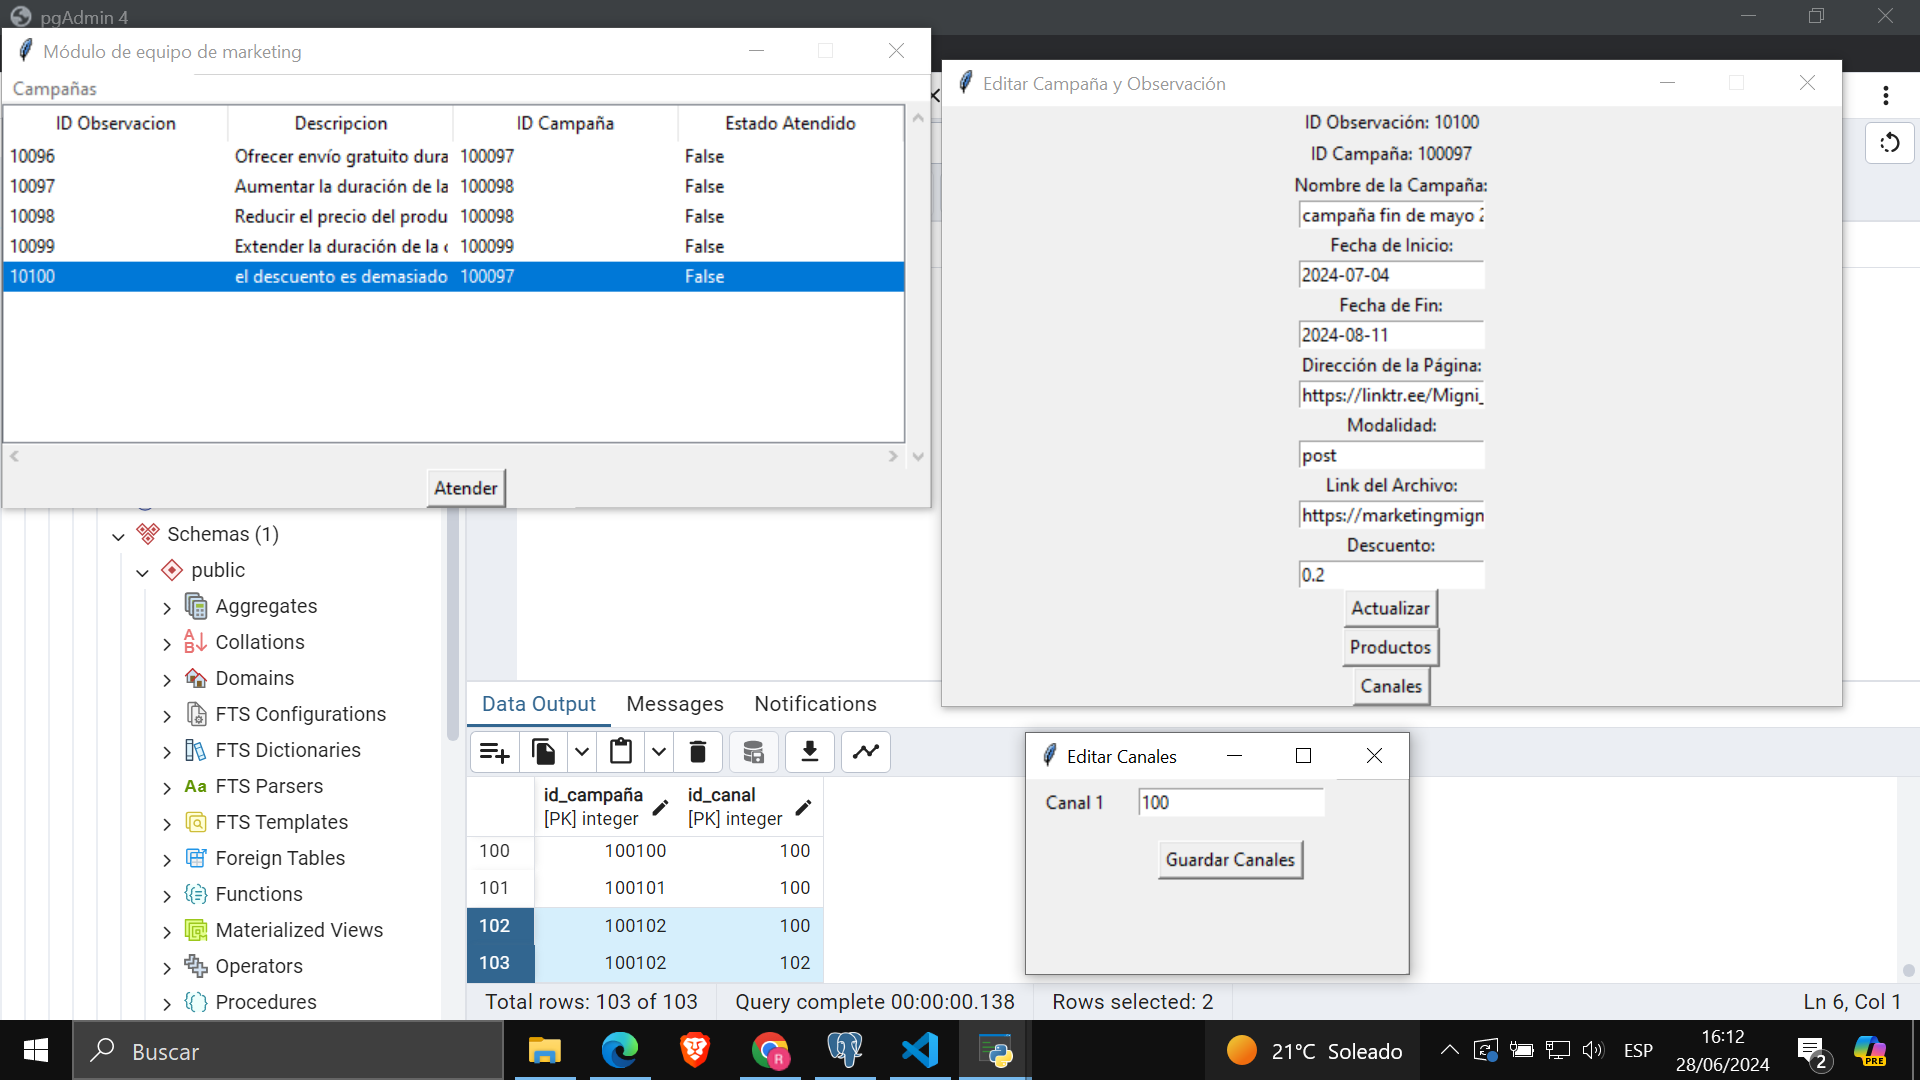 pgAdmin 4
Módulo de equipo de marketing
Campañas
ID Observacion Descripcion ID Campaña Estado Atendido
10096 Ofrecer envío gratuito dura 100097 False
10097 Aumentar la duración de la 100098 False
10098 Reducir el precio del produ 100098 False
10099 Extender la duración de la 100099 False
10100 el descuento es demasiado 100097 False
Atender
Editar Campaña y Observación
ID Observación: 10100
ID Campaña: 100097
Nombre de la Campaña:
campaña fin de mayo 2
Fecha de Inicio:
2024-07-04
Fecha de Fin:
2024-08-11
Dirección de la Página:
https://linktr.ee/Migni_
Modalidad:
post
Link del Archivo:
https://marketingmign
Descuento:
0.2
Actualizar
Productos
Canales
Schemas (1)
public
Aggregates
Collations
Domains
FTS Configurations
FTS Dictionaries
Aa FTS Parsers
FTS Templates
Foreign Tables
Functions
Materialized Views
Operators
Procedures
Data Output Messages Notifications
id_campaña id_canal
[PK] integer [PK] integer
100 100100 100
101 100101 100
102 100102 100
103 100102 102
Total rows: 103 of 103 Query complete 00:00:00.138 Rows selected: 2 Ln 6, Col 1
Editar Canales
Canal 1 100
Guardar Canales
Buscar
R
21°C Soleado
ESP
16:12
28/06/2024
2
PRE